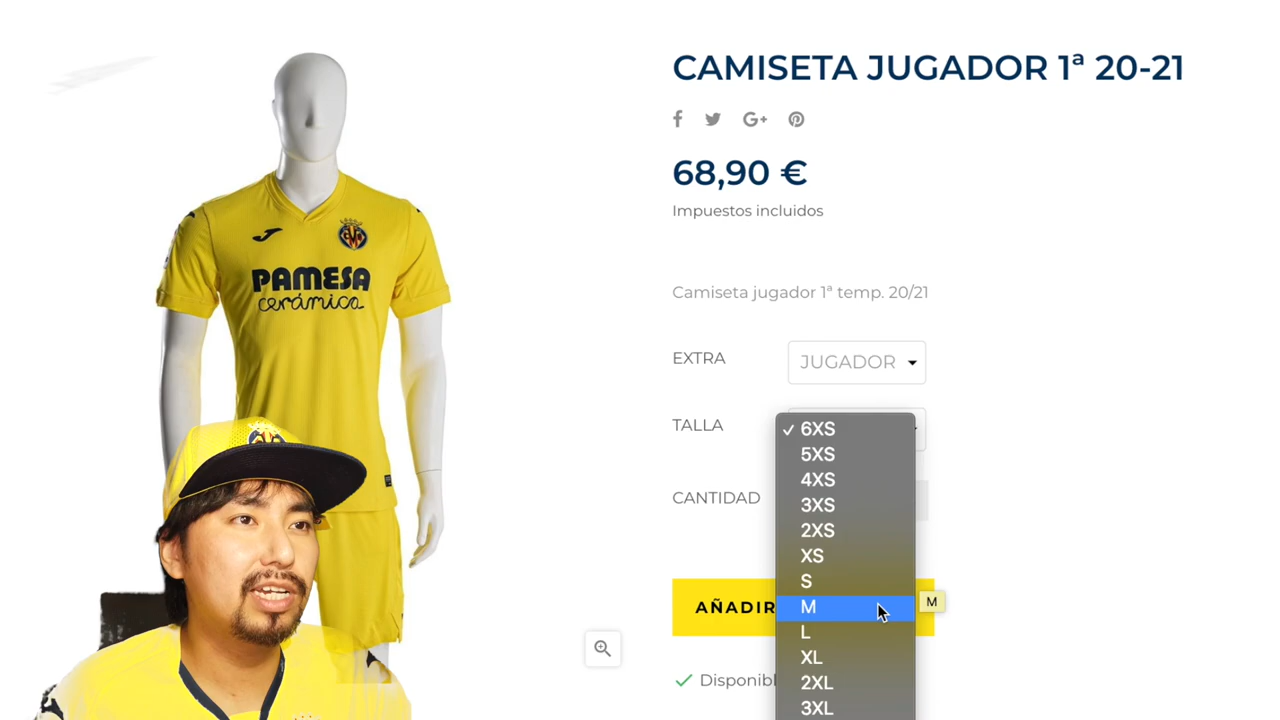 CAMISETA JUGADOR 1ª 20-21
G+
68,90 €
Impuestos incluidos
PAMESA
cerámica
Camiseta jugador 1ª temp. 20/21
EXTRA
JUGADOR
TALLA
✓ 6XS
5XS
4XS
3XS
2XS
XS
S
M
L
XL
2XL
3XL
M
CANTIDAD
AÑADIR